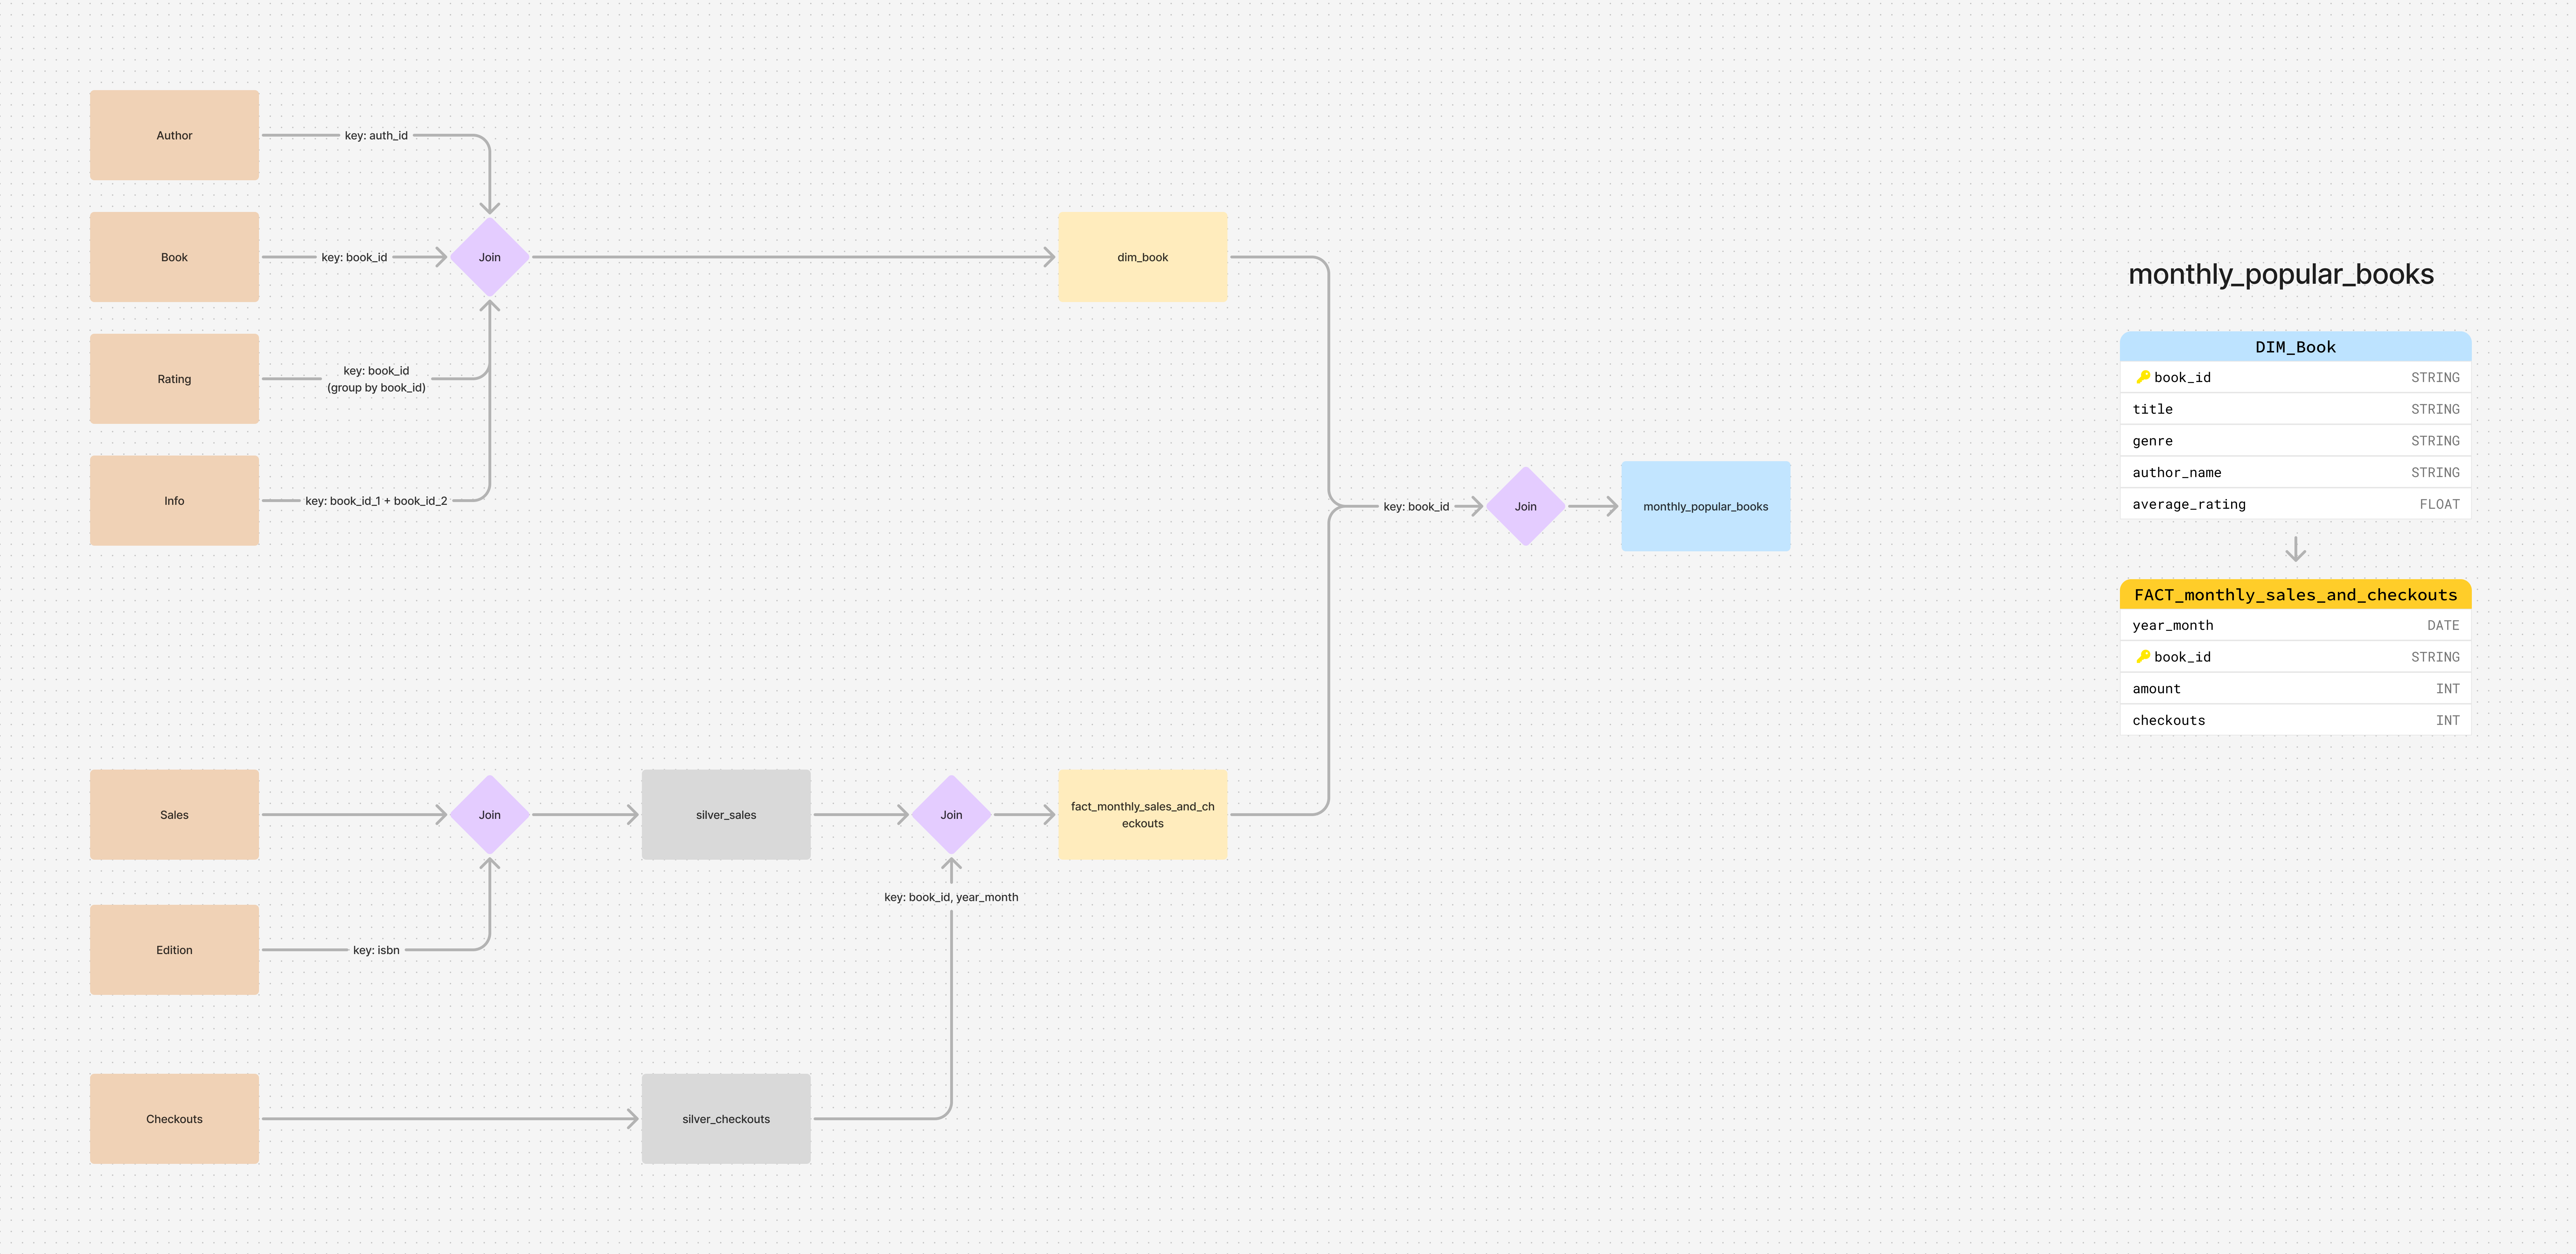 Author
key: auth_id
Book
key: book_id
Join
dim_book
Rating
key: book_id
(group by book_id)
Info
key: book_id_1 + book_id_2
key: book_id
Join
monthly_popular_books
Sales
Join
silver_sales
Join
fact_monthly_sales_and_ch
eckouts
key: book_id, year_month
Edition
key: isbn
Checkouts
silver_checkouts
monthly_popular_books
DIM_Book
book_id STRING
title STRING
genre STRING
author_name STRING
average_rating FLOAT
FACT_monthly_sales_and_checkouts
year_month DATE
book_id STRING
amount INT
checkouts INT